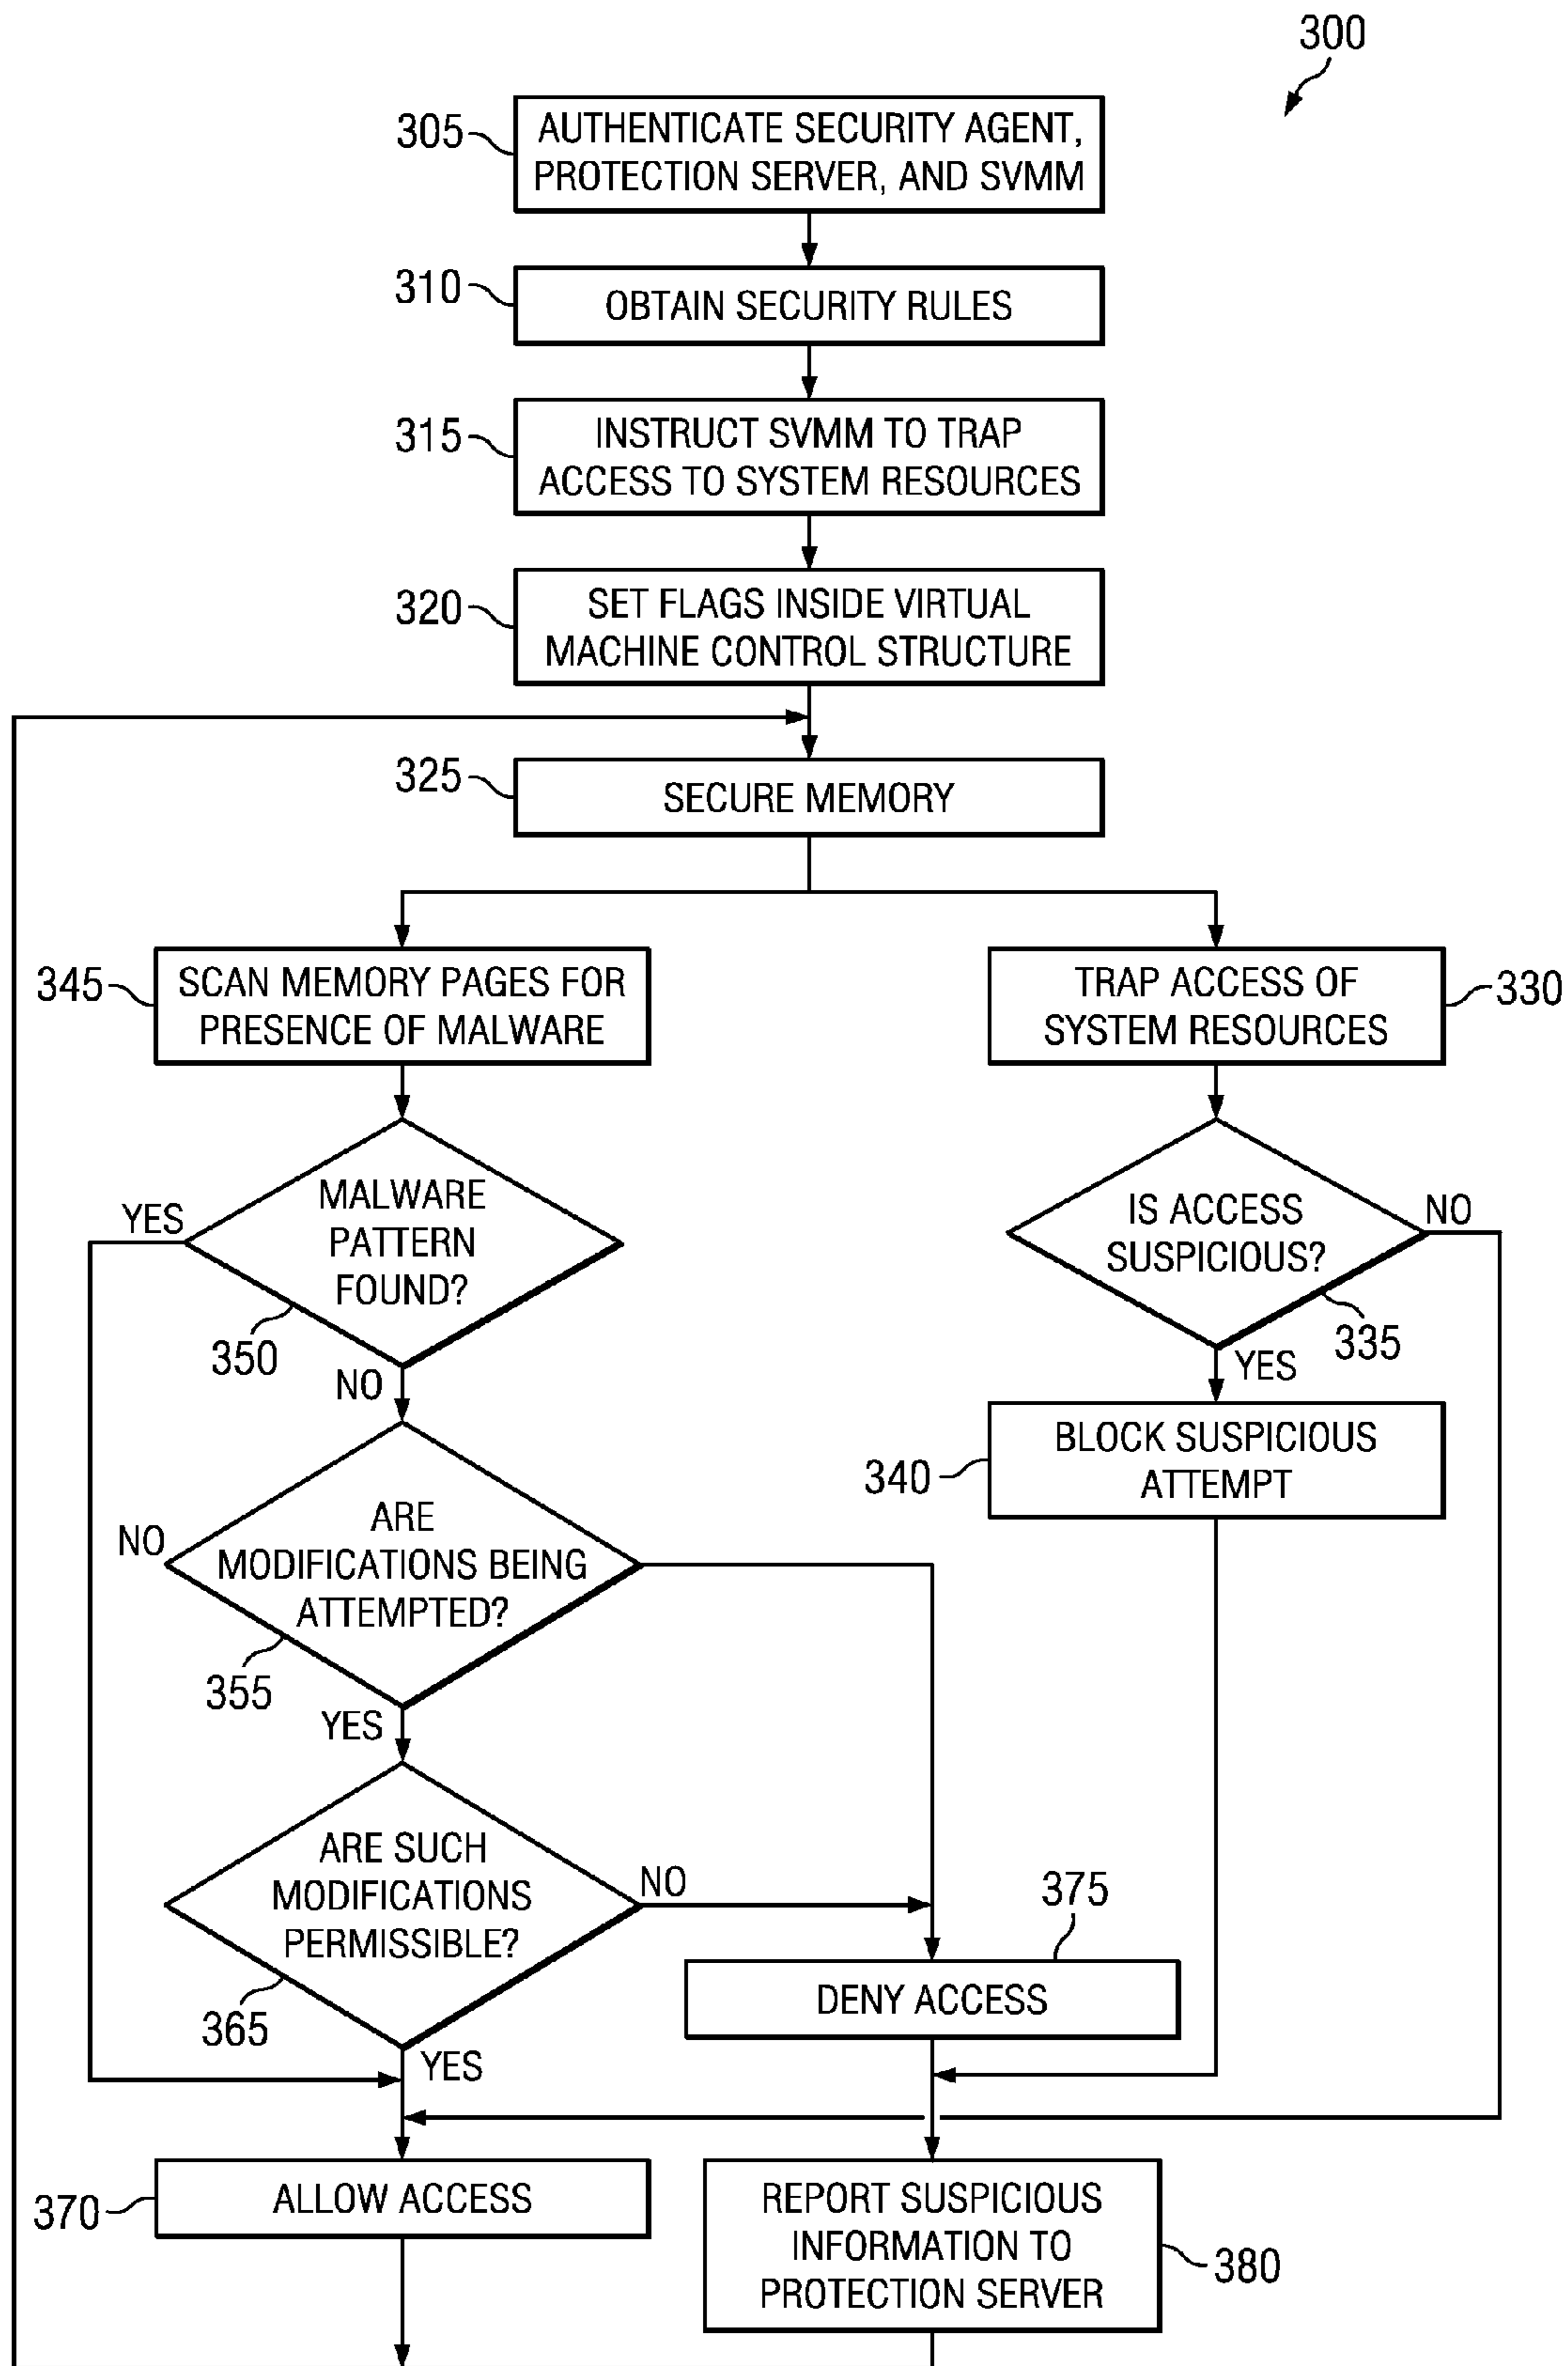 300
305
AUTHENTICATE SECURITY AGENT,
PROTECTION SERVER, AND SVMM
310
OBTAIN SECURITY RULES
315
INSTRUCT SVMM TO TRAP
ACCESS TO SYSTEM RESOURCES
320
SET FLAGS INSIDE VIRTUAL
MACHINE CONTROL STRUCTURE
325
SECURE MEMORY
345
SCAN MEMORY PAGES FOR
PRESENCE OF MALWARE
TRAP ACCESS OF
SYSTEM RESOURCES
330
YES
MALWARE
PATTERN
FOUND?
350
NO
IS ACCESS
SUSPICIOUS?
NO
335
YES
340
BLOCK SUSPICIOUS
ATTEMPT
NO
ARE
MODIFICATIONS BEING
ATTEMPTED?
355
YES
ARE SUCH
MODIFICATIONS
PERMISSIBLE?
NO
365
YES
375
DENY ACCESS
370
ALLOW ACCESS
REPORT SUSPICIOUS
INFORMATION TO
PROTECTION SERVER
380